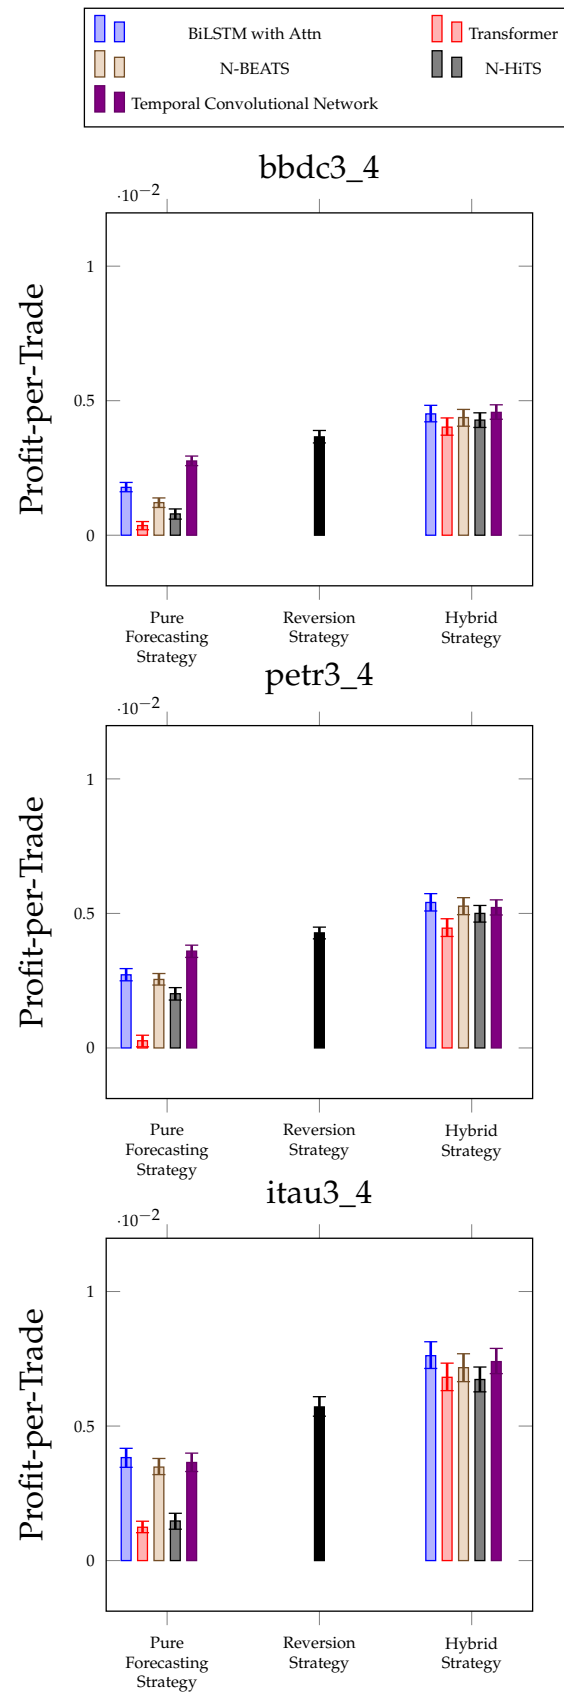 BiLSTM with Attn Transformer
N-BEATS N-HiTS
Temporal Convolutional Network
bbdc3_4
·10−2
1
0.5
0
Profit-per-Trade
Pure Forecasting Strategy
Reversion Strategy
Hybrid Strategy
petr3_4
·10−2
1
0.5
0
Profit-per-Trade
Pure Forecasting Strategy
Reversion Strategy
Hybrid Strategy
itau3_4
·10−2
1
0.5
0
Profit-per-Trade
Pure Forecasting Strategy
Reversion Strategy
Hybrid Strategy